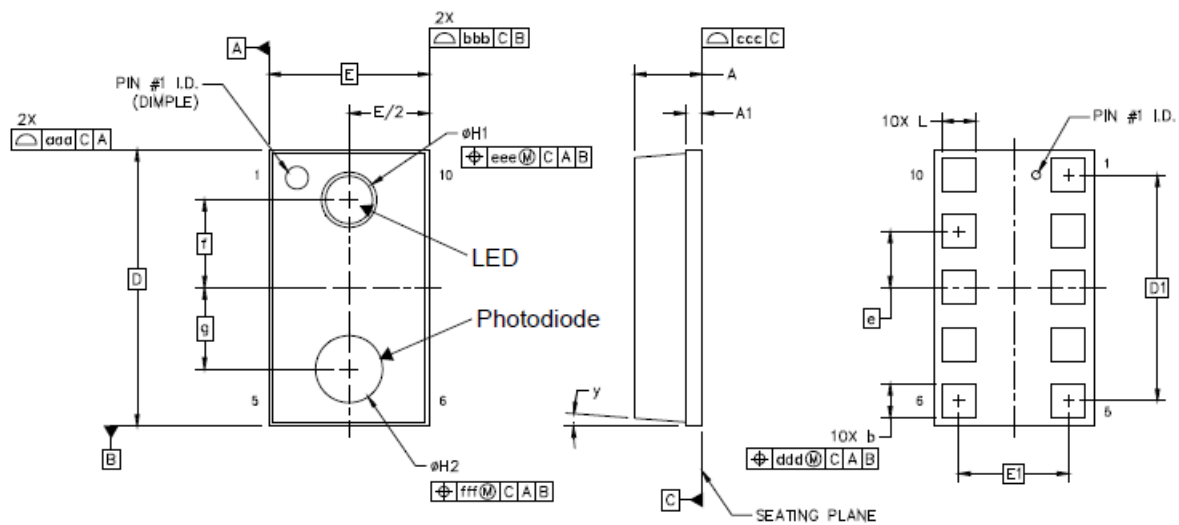 2X
bbb C B
A
E
E/2
PIN #1 I.D.
(DIMPLE)
2X
aaa C A
øH1
⌖ eee Ⓜ C A B
1
10
f
LED
D
g
Photodiode
5
6
B
øH2
⌖ fff Ⓜ C A B
ccc C
A
A1
y
C
SEATING PLANE
10X L
PIN #1 I.D.
10
1
e
D1
6
5
10X b
⌖ ddd Ⓜ C A B
E1